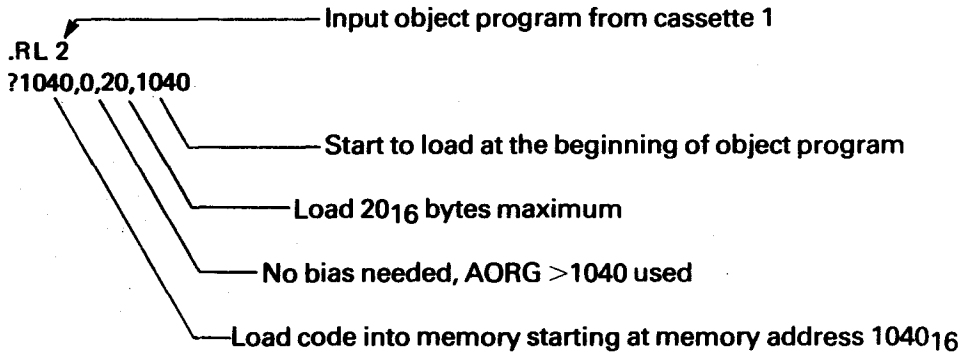 Input object program from cassette 1
.RL 2
?1040,0,20,1040
Start to load at the beginning of object program
Load 20₁₆ bytes maximum
No bias needed, AORG >1040 used
Load code into memory starting at memory address 1040₁₆